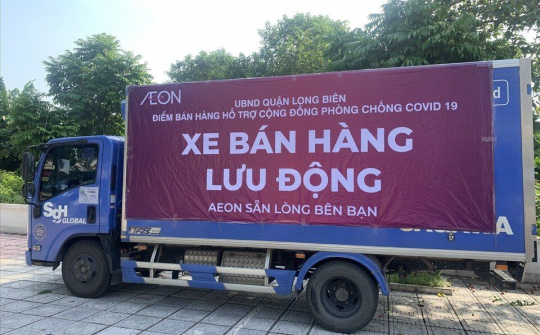 ÆON
UBND QUẬN LONG BIÊN
ĐIỂM BÁN HÀNG HỖ TRỢ CỘNG ĐỒNG PHÒNG CHỐNG COVID 19
XE BÁN HÀNG
LƯU ĐỘNG
AEON SẴN LÒNG BÊN BẠN
SGH
GLOBAL